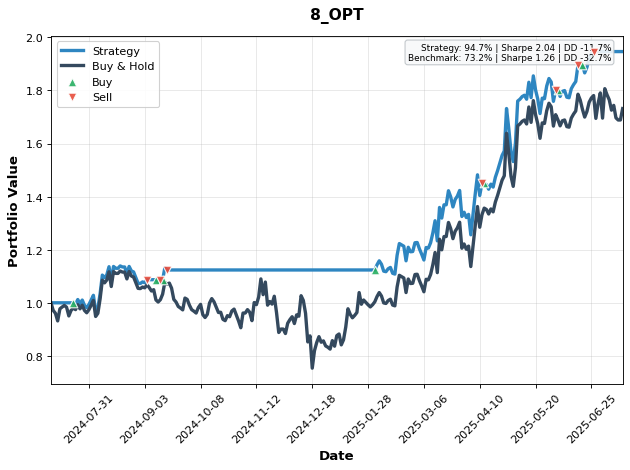 8_OPT
Strategy: 94.7% | Sharpe 2.04 | DD -11.7%
Benchmark: 73.2% | Sharpe 1.26 | DD -32.7%
Strategy
Buy & Hold
Buy
Sell
Portfolio Value
2.0
1.8
1.6
1.4
1.2
1.0
0.8
2024-07-31
2024-09-03
2024-10-08
2024-11-12
2024-12-18
2025-01-28
2025-03-06
2025-04-10
2025-05-20
2025-06-25
Date